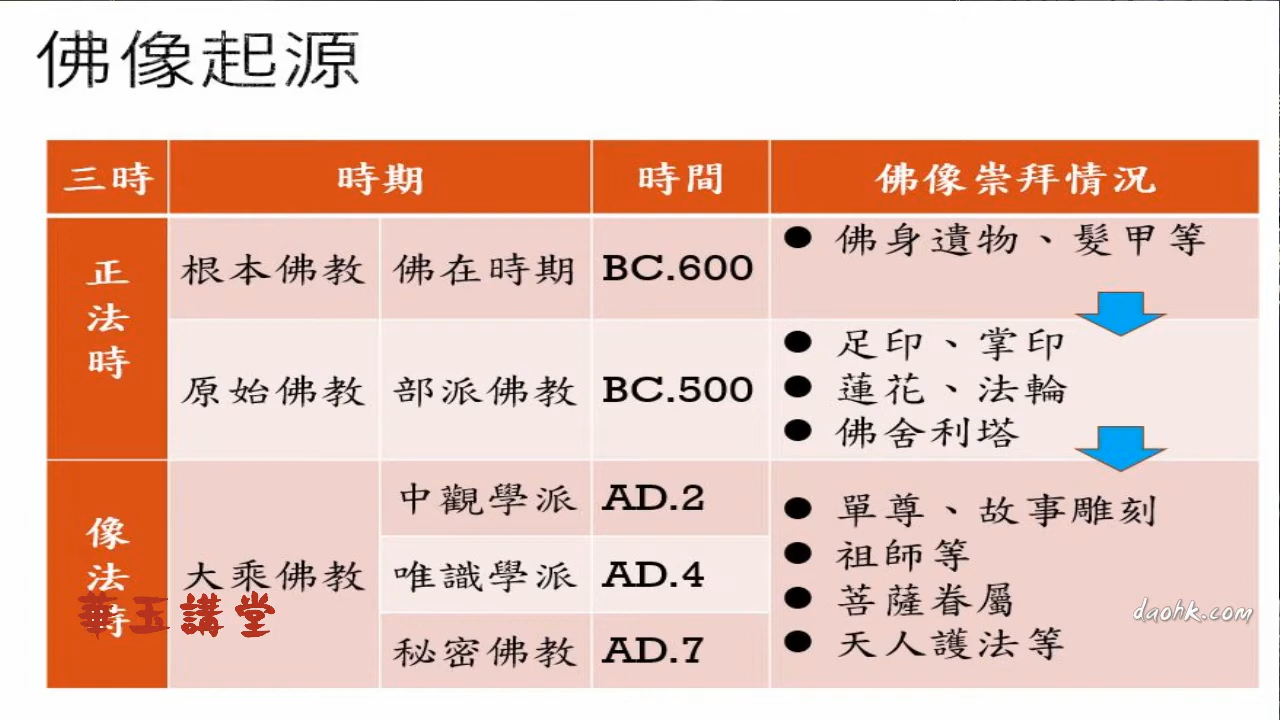 佛像起源
三時 時期 時間 佛像崇拜情況
正法時
根本佛教 佛在時期 BC.600
佛身遺物、髮甲等
原始佛教 部派佛教 BC.500
足印、掌印
蓮花、法輪
佛舍利塔
像法時
大乘佛教
中觀學派 AD.2
唯識學派 AD.4
秘密佛教 AD.7
單尊、故事雕刻
祖師等
菩薩眷屬
天人護法等
華玉講堂
daohk.com